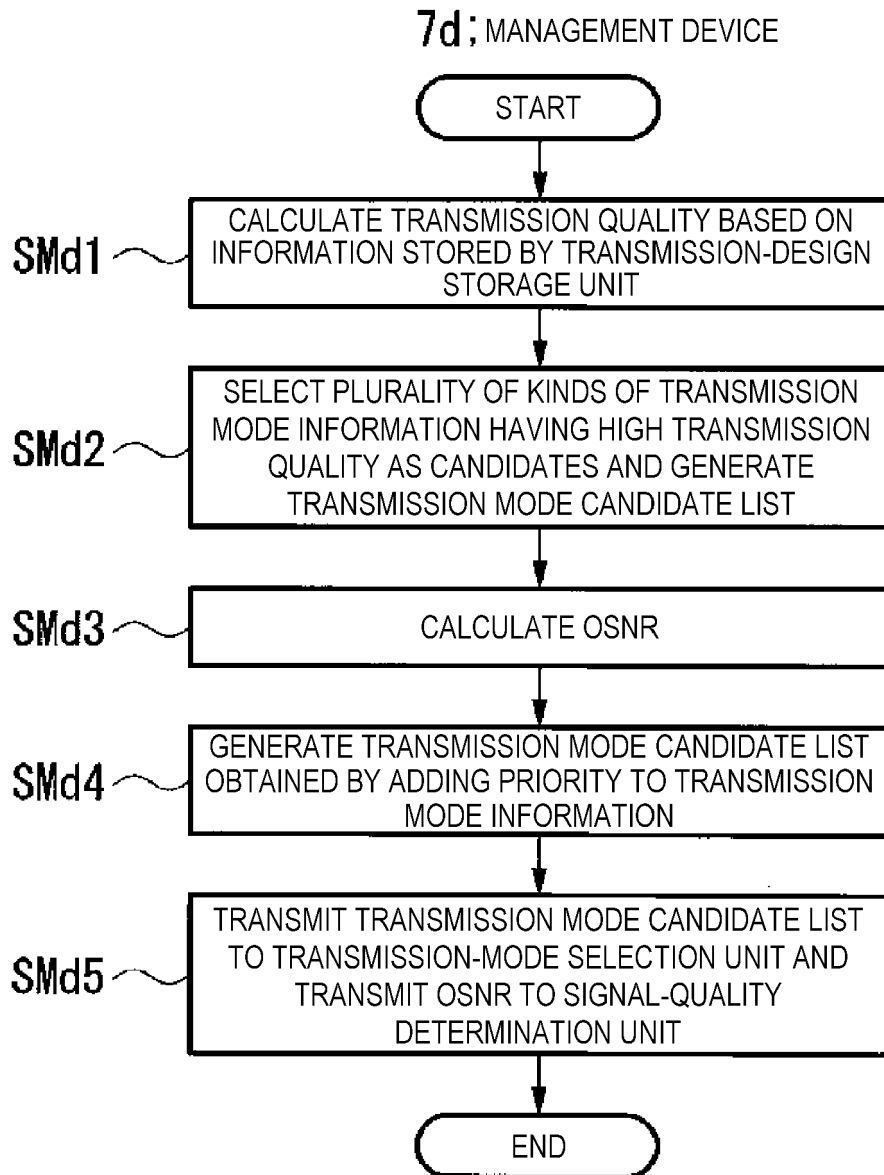 7d; MANAGEMENT DEVICE
START
SMd1
CALCULATE TRANSMISSION QUALITY BASED ON
INFORMATION STORED BY TRANSMISSION-DESIGN
STORAGE UNIT
SMd2
SELECT PLURALITY OF KINDS OF TRANSMISSION
MODE INFORMATION HAVING HIGH TRANSMISSION
QUALITY AS CANDIDATES AND GENERATE
TRANSMISSION MODE CANDIDATE LIST
SMd3
CALCULATE OSNR
SMd4
GENERATE TRANSMISSION MODE CANDIDATE LIST
OBTAINED BY ADDING PRIORITY TO TRANSMISSION
MODE INFORMATION
SMd5
TRANSMIT TRANSMISSION MODE CANDIDATE LIST
TO TRANSMISSION-MODE SELECTION UNIT AND
TRANSMIT OSNR TO SIGNAL-QUALITY
DETERMINATION UNIT
END